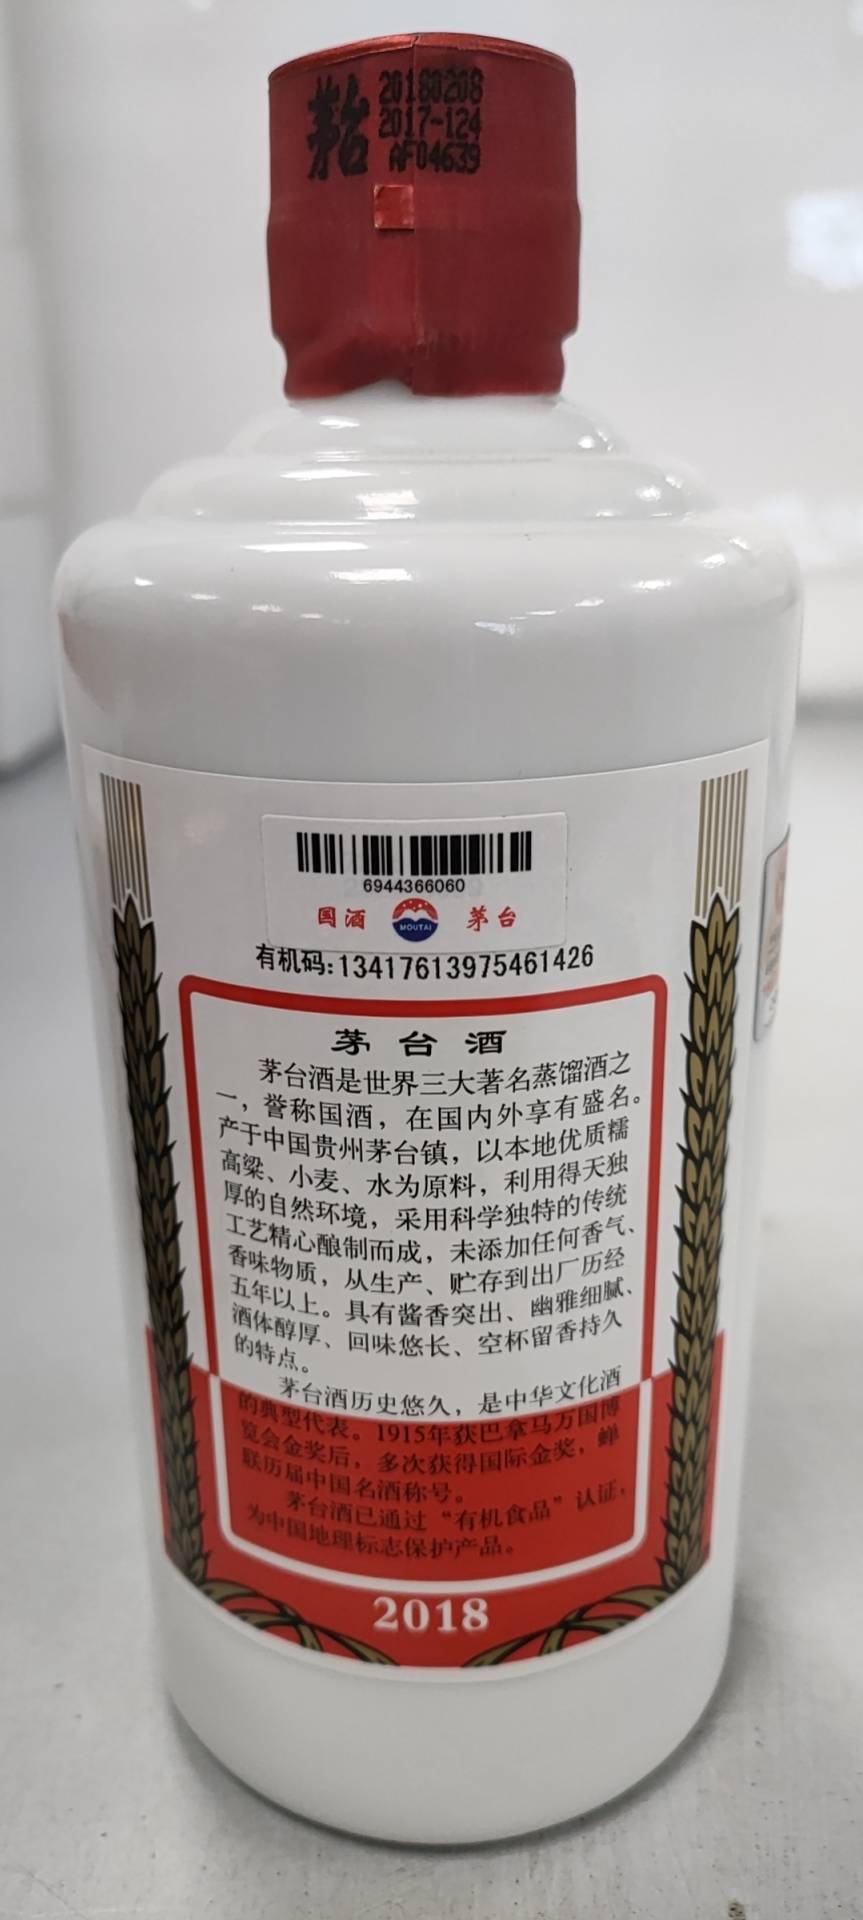 茅台
20180208
2017-124
AF04639
6944366060
国酒 MOUTAI 茅台
有机码:13417613975461426
茅台酒
茅台酒是世界三大著名蒸馏酒之
一，誉称国酒，在国内外享有盛名。
产于中国贵州茅台镇，以本地优质糯
高粱、小麦、水为原料，利用得天独
厚的自然环境，采用科学独特的传统
工艺精心酿制而成，未添加任何香气、
香味物质，从生产、贮存到出厂历经
五年以上。具有酱香突出、幽雅细腻、
酒体醇厚、回味悠长、空杯留香持久
的特点。
茅台酒历史悠久，是中华文化酒
的典型代表。1915年获巴拿马万国博
览会金奖后，多次获得国际金奖，蝉
联历届中国名酒称号。
茅台酒已通过“有机食品”认证，
为中国地理标志保护产品。
2018